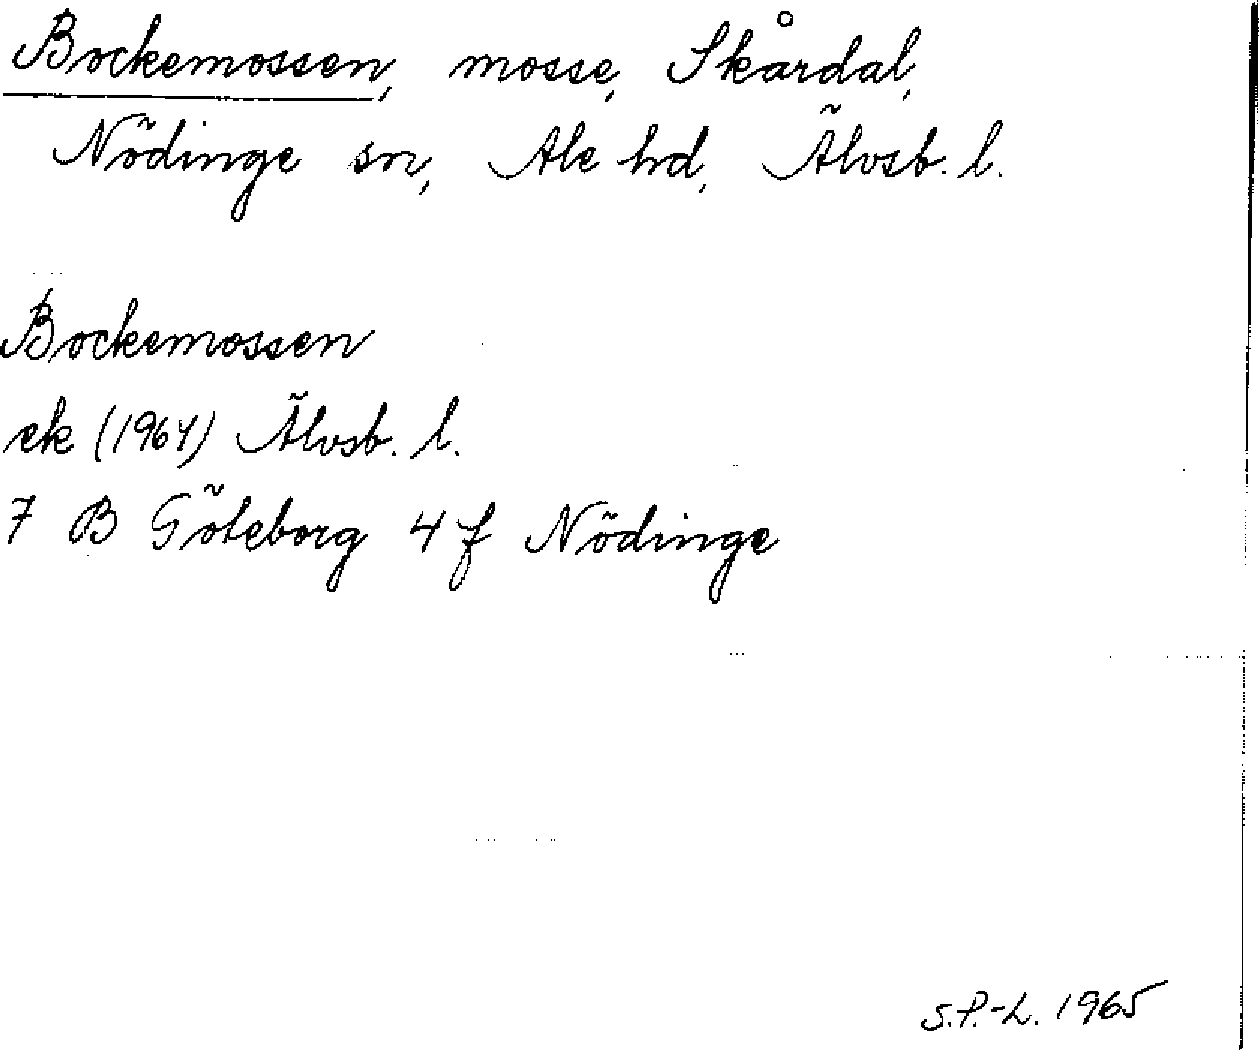 Bockemossen, mosse, Skårdal,
Nödinge sn, Ale hd, Älvsb. l.
Bockemossen
ek (1964) Älvsb. l.
7 B Göteborg 4 f Nödinge
S.P.-L. 1965